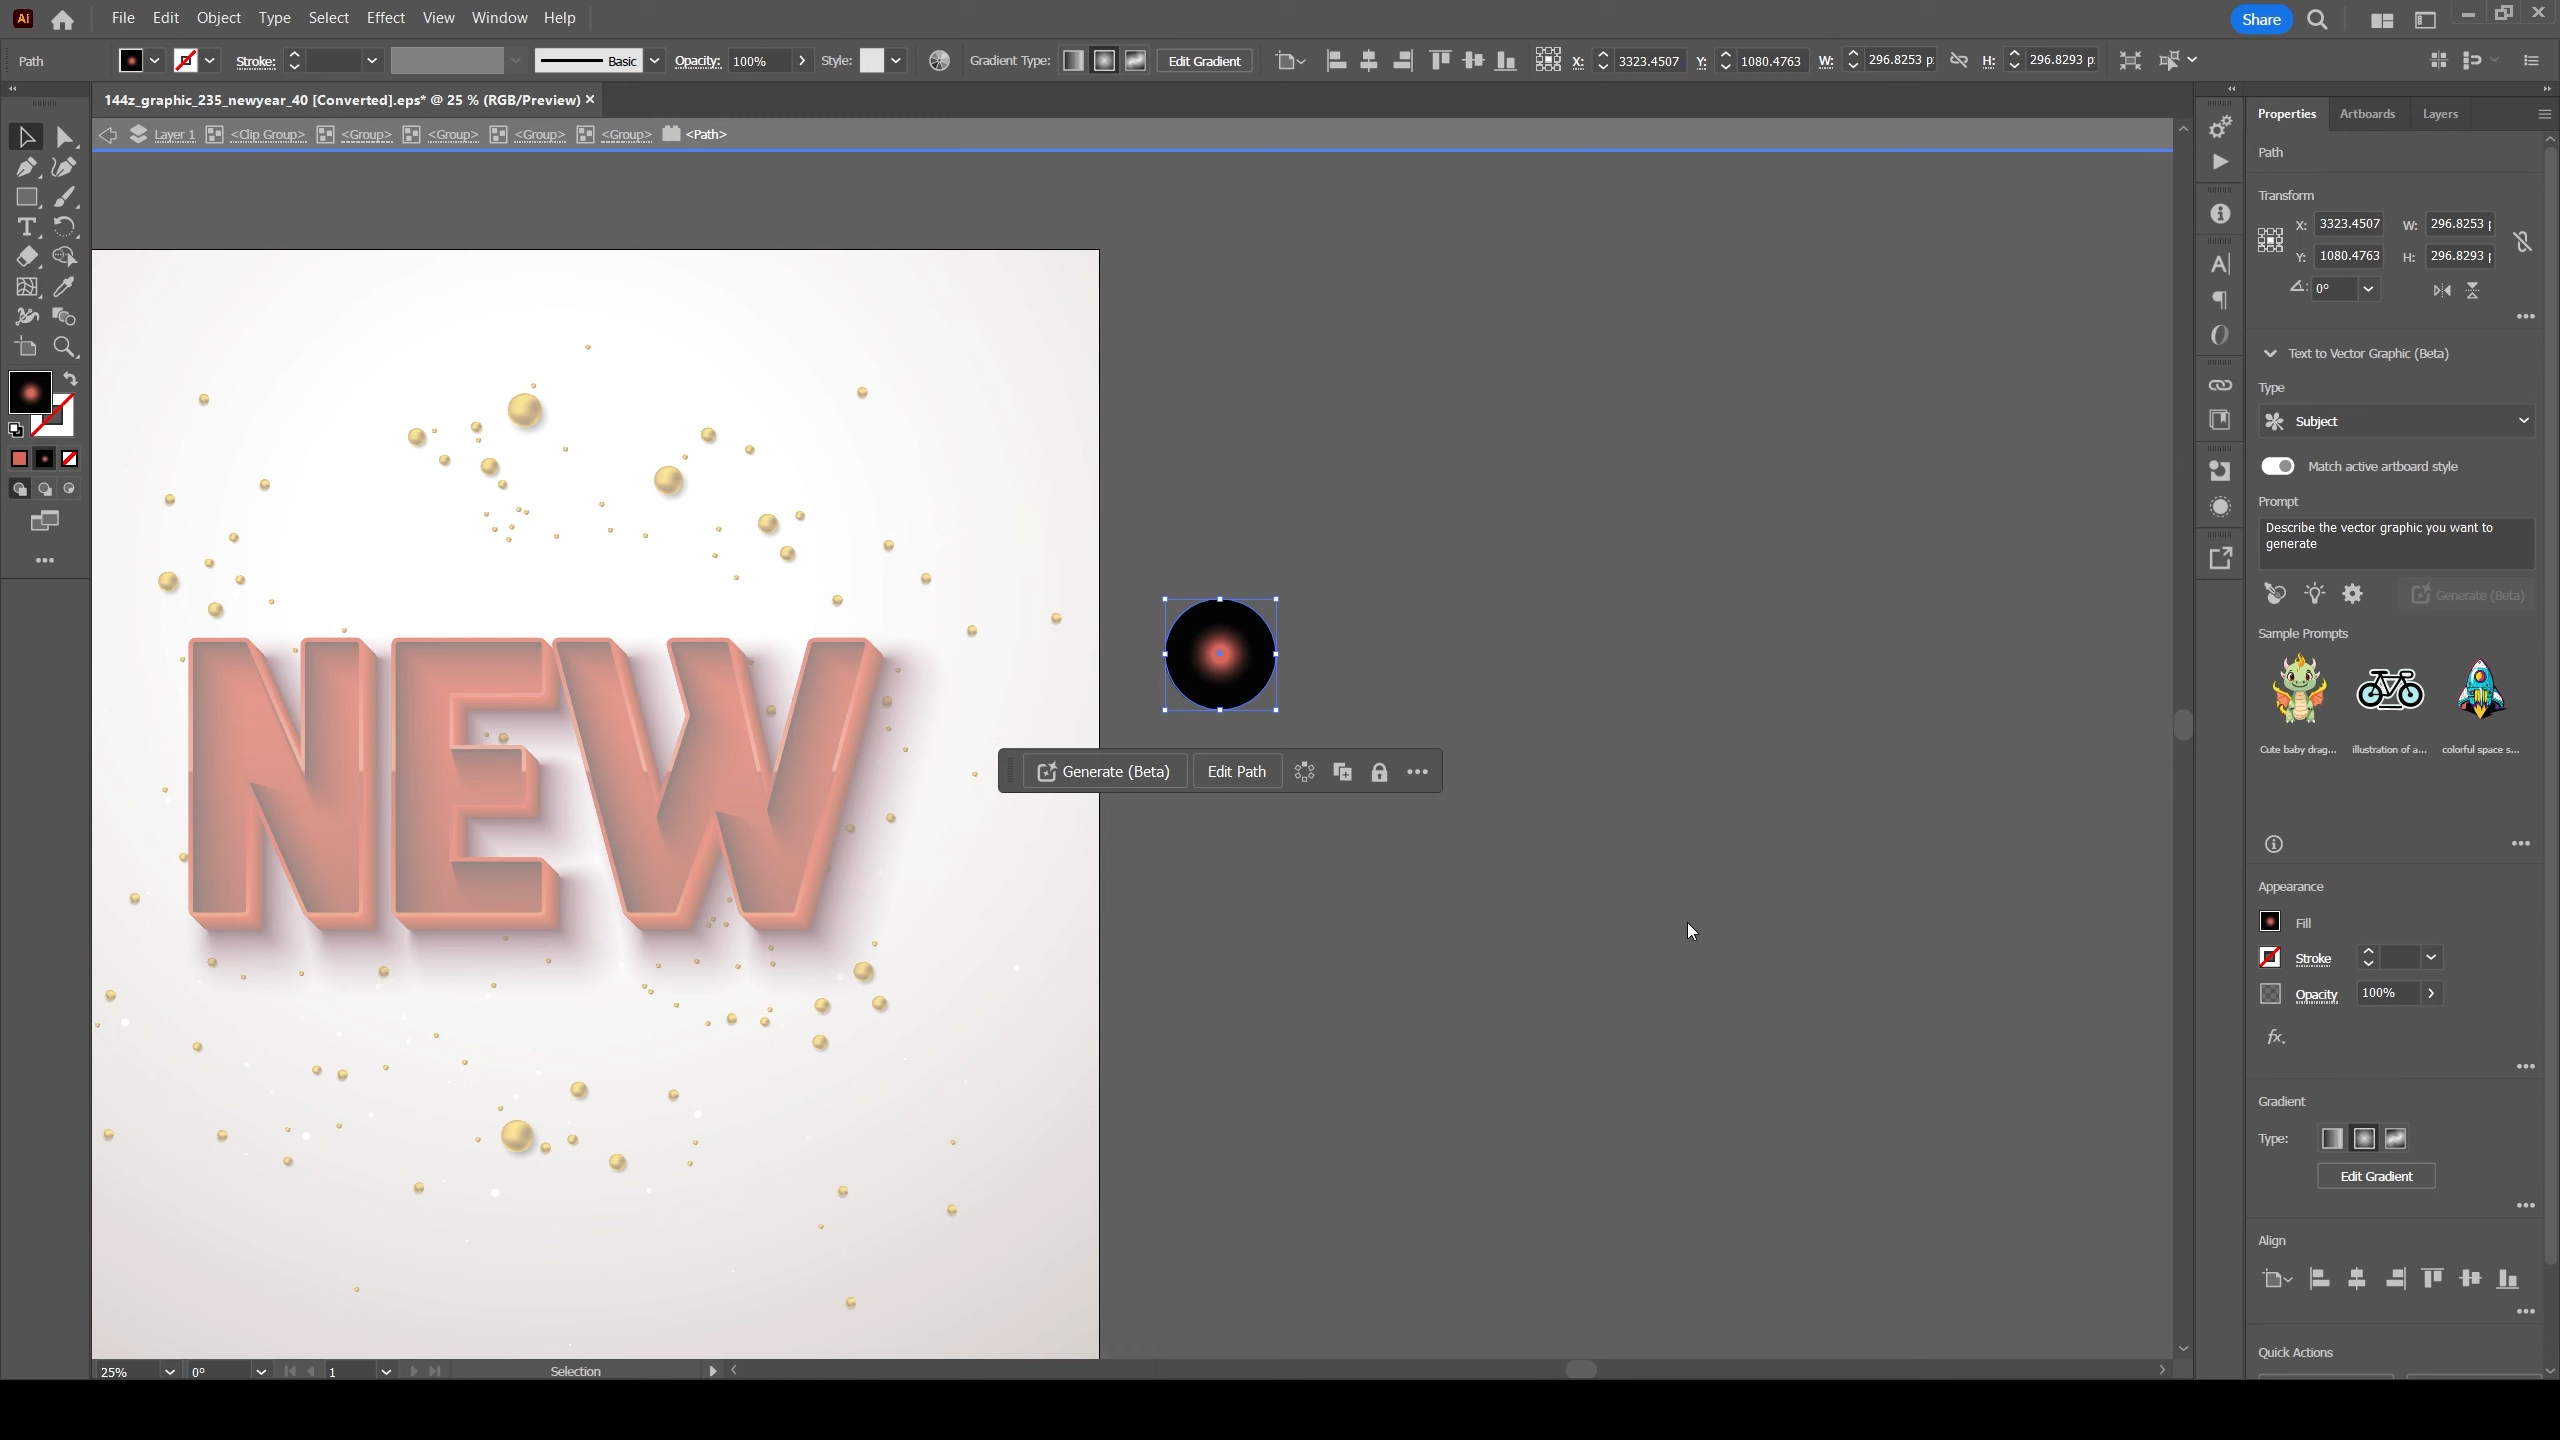 Ai File Edit Object Type Select Effect View Window Help Share
Path Stroke: Basic Opacity: 100% Style: Gradient Type: Edit Gradient X: 3323.4507 Y: 1080.4763 W: 296.8253 p H: 296.8293 p
144z_graphic_235_newyear_40 [Converted].eps* @ 25 % (RGB/Preview) ×
Layer 1 <Clip Group> <Group> <Group> <Group> <Group> <Path>
Properties Artboards Layers
Path
Transform
X: 3323.4507 W: 296.8253
Y: 1080.4763 H: 296.8293
0°
Text to Vector Graphic (Beta)
Type
Subject
Match active artboard style
Prompt
Describe the vector graphic you want to
generate
Generate (Beta)
Sample Prompts
Cute baby drag... illustration of a... colorful space s...
NEW
Generate (Beta) Edit Path
Appearance
Fill
Stroke
Opacity 100%
fx.
Gradient
Type:
Edit Gradient
Align
Quick Actions
25% 0° 1 Selection